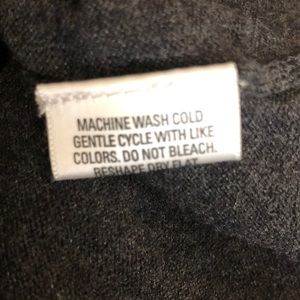 MACHINE WASH COLD
GENTLE CYCLE WITH LIKE
COLORS. DO NOT BLEACH.
RESHAPE DRY FLAT